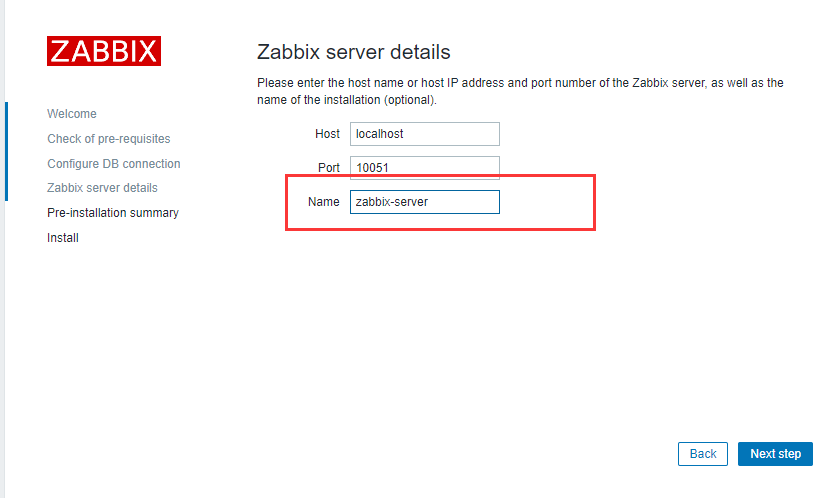 ZABBIX
Welcome
Check of pre-requisites
Configure DB connection
Zabbix server details
Pre-installation summary
Install
Zabbix server details
Please enter the host name or host IP address and port number of the Zabbix server, as well as the
name of the installation (optional).
Host localhost
Port 10051
Name zabbix-server
Back Next step